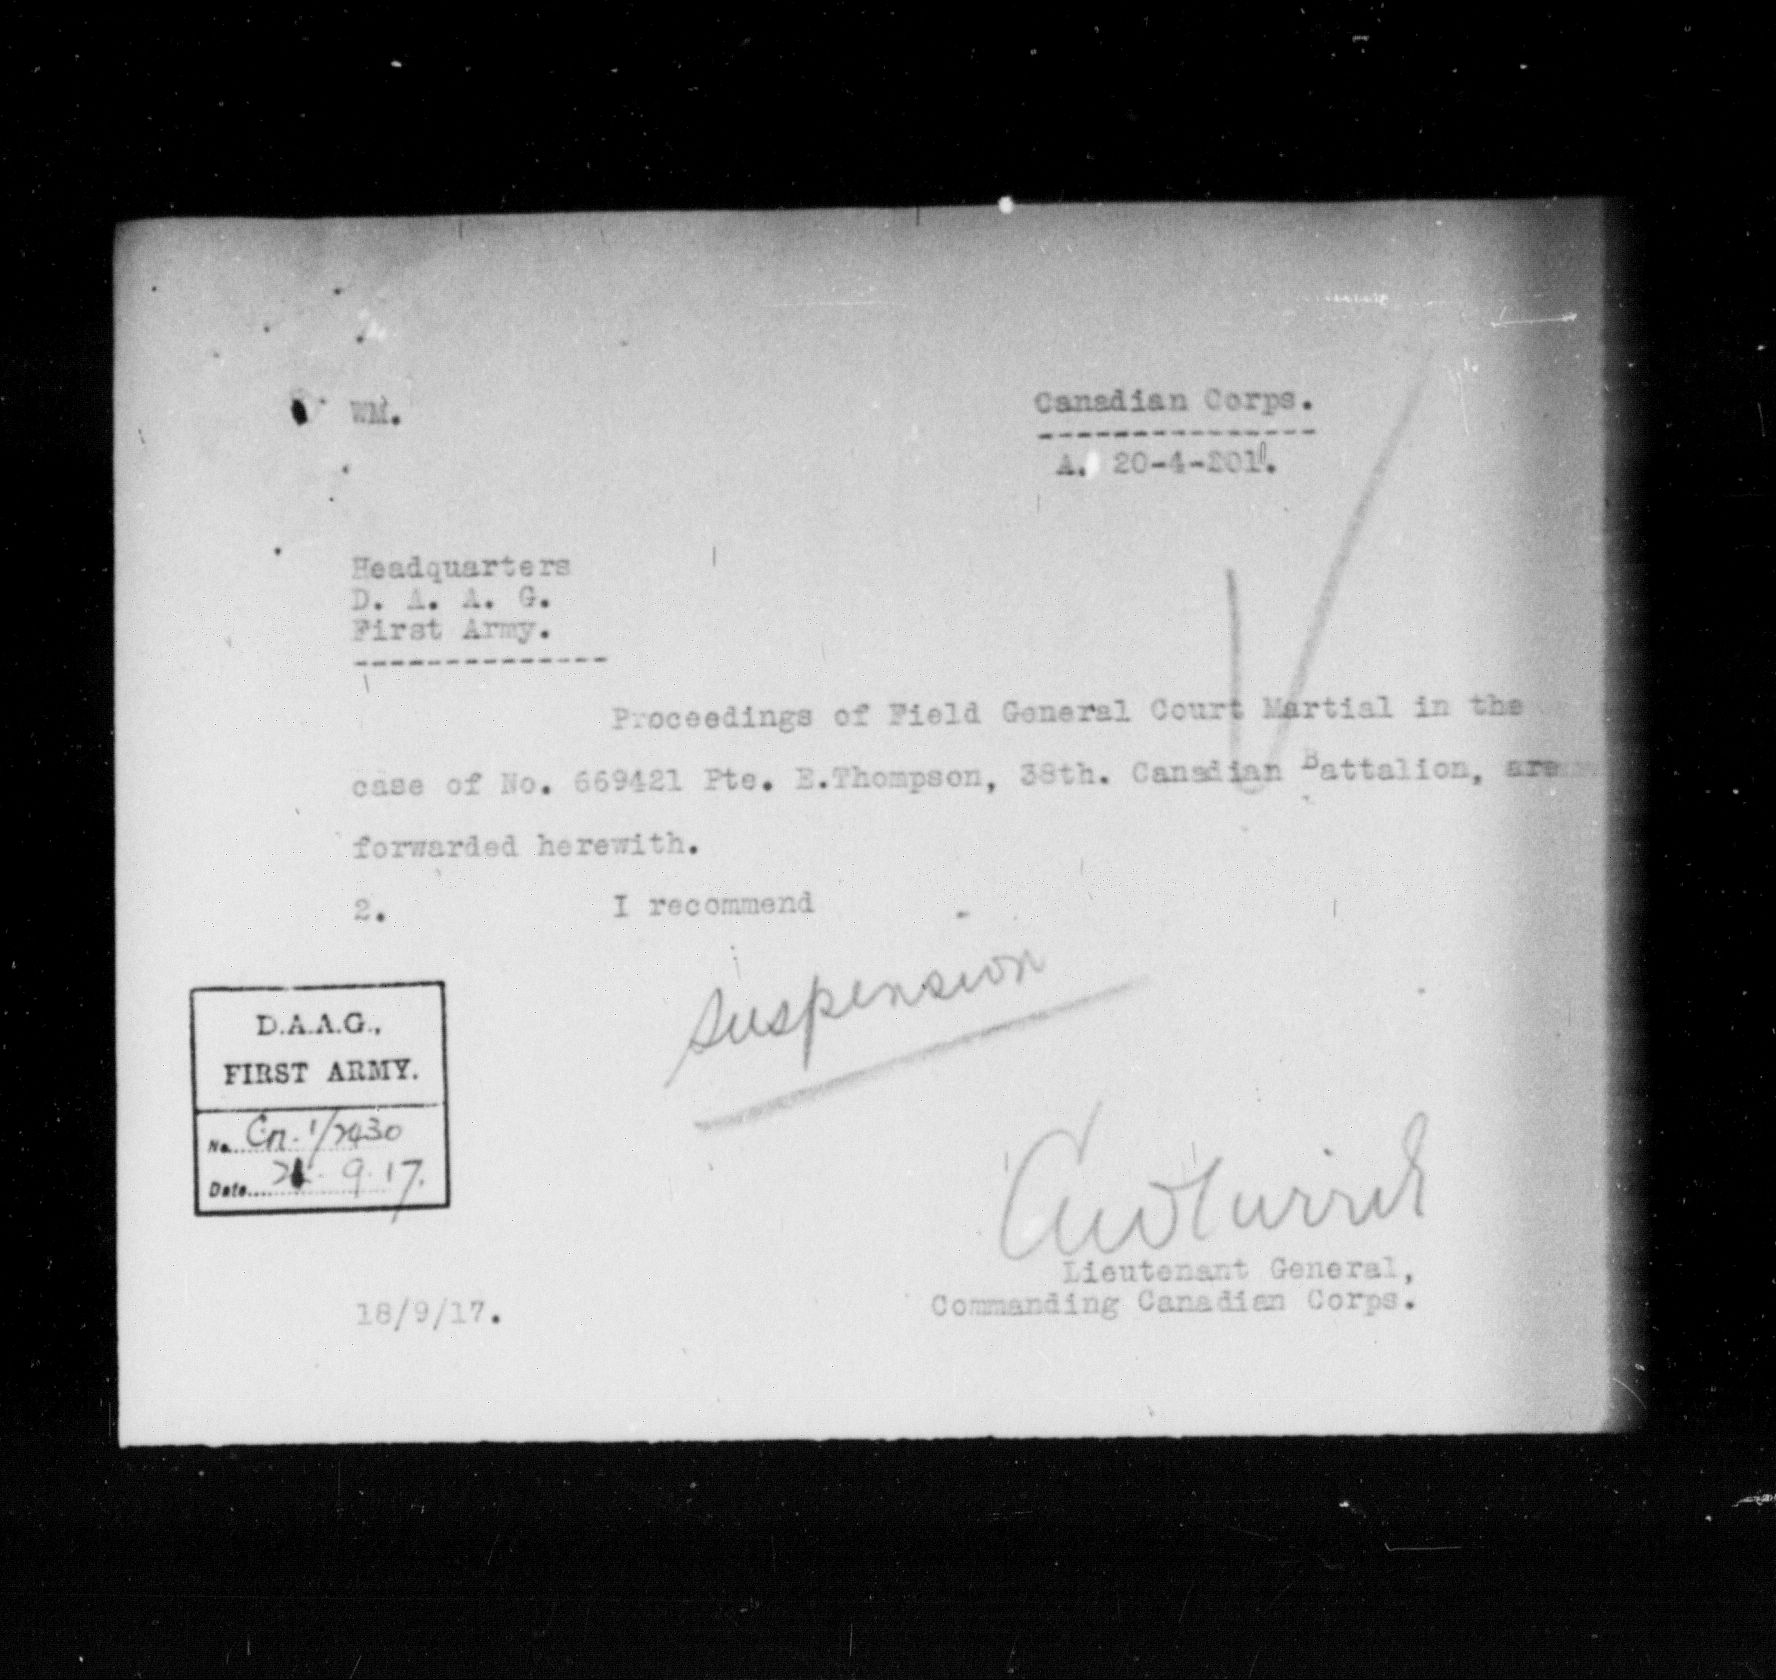 WM.
Canadian Corps.
A. 20-4-201.
Headquarters
D. A. A. G.
First Army.
Proceedings of Field General Court Martial in the
case of No. 669421 Pte. E.Thompson, 38th. Canadian Battalion, are
forwarded herewith.
2. I recommend
suspension
D.A.A.G.,
FIRST ARMY.
No. Cn. 1/2430
Date 9.17.
AWCurrie
Lieutenant General,
Commanding Canadian Corps.
18/9/17.